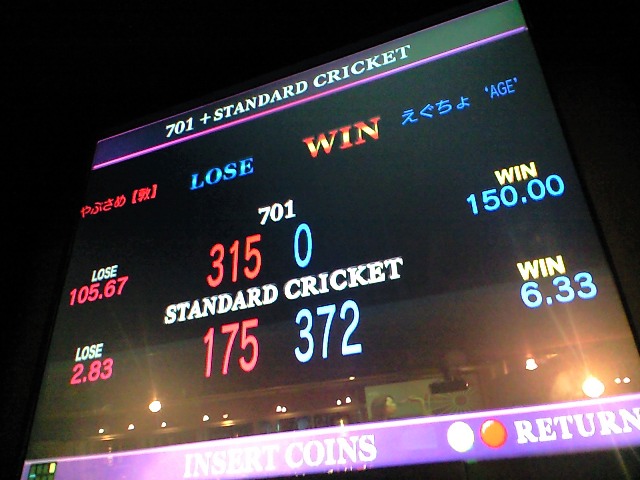 701 + STANDARD CRICKET
やぶさめ【敦】 LOSE WIN えぐちょ 'AGE'
701
LOSE 315 0 WIN
105.67 150.00
STANDARD CRICKET
LOSE 175 372 WIN
2.83 6.33
INSERT COINS RETURN